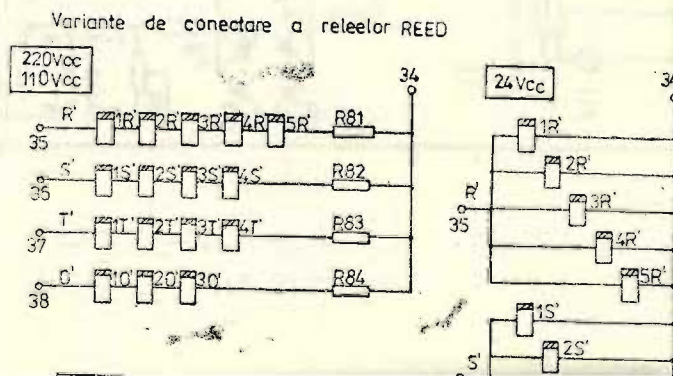 Variante de conectare a releelor REED
220Vcc
110Vcc
34
R' 1R' 2R' 3R' 4R' 5R' R81
35
S' 1S' 2S' 3S' 4S' R82
36
T' 1T' 2T' 3T' 4T' R83
37
0' 10' 20' 30' R84
38
24Vcc
34
1R'
2R'
R' 3R'
35
4R'
5R'
1S'
2S'
S'